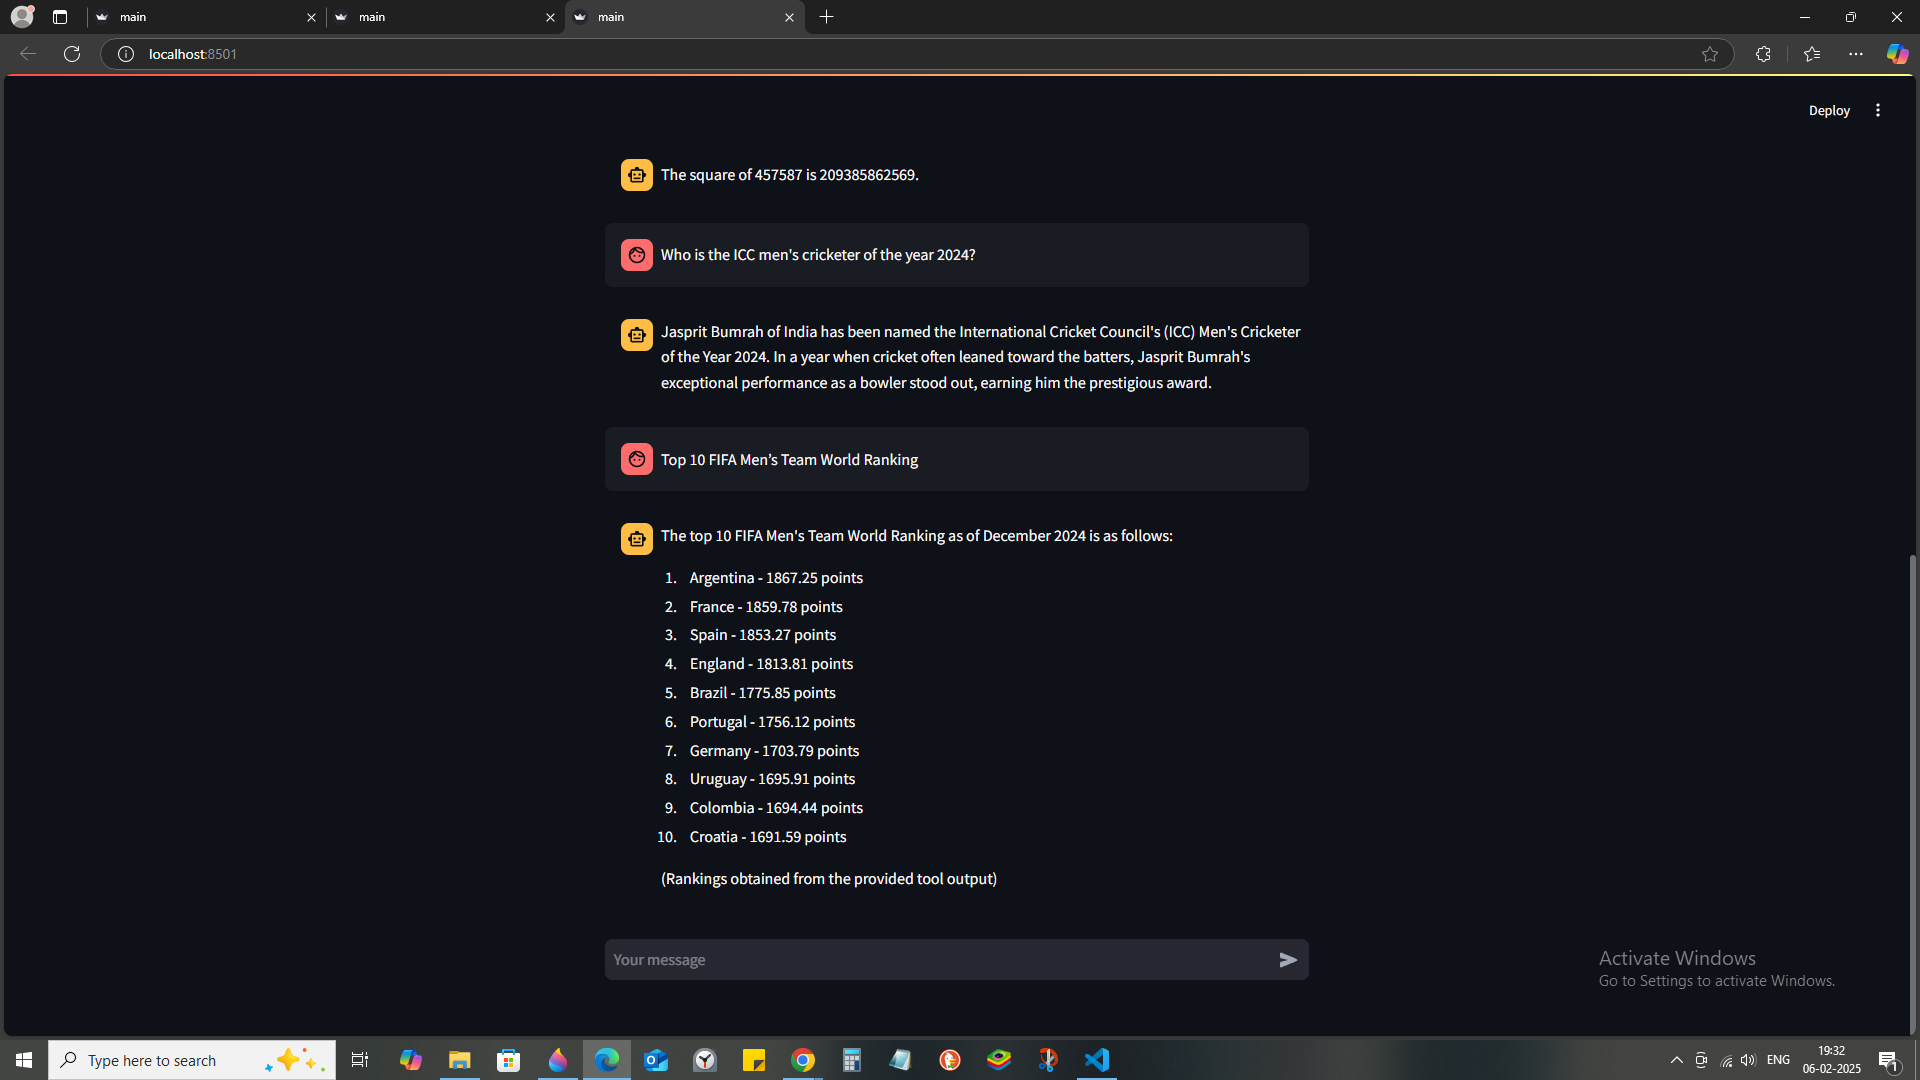 main
main
main
localhost:8501
Deploy
The square of 457587 is 209385862569.
Who is the ICC men's cricketer of the year 2024?
Jasprit Bumrah of India has been named the International Cricket Council's (ICC) Men's Cricketer
of the Year 2024. In a year when cricket often leaned toward the batters, Jasprit Bumrah's
exceptional performance as a bowler stood out, earning him the prestigious award.
Top 10 FIFA Men’s Team World Ranking
The top 10 FIFA Men's Team World Ranking as of December 2024 is as follows:
1. Argentina - 1867.25 points
2. France - 1859.78 points
3. Spain - 1853.27 points
4. England - 1813.81 points
5. Brazil - 1775.85 points
6. Portugal - 1756.12 points
7. Germany - 1703.79 points
8. Uruguay - 1695.91 points
9. Colombia - 1694.44 points
10. Croatia - 1691.59 points
(Rankings obtained from the provided tool output)
Your message
Activate Windows
Go to Settings to activate Windows.
Type here to search
ENG
19:32
06-02-2025
1